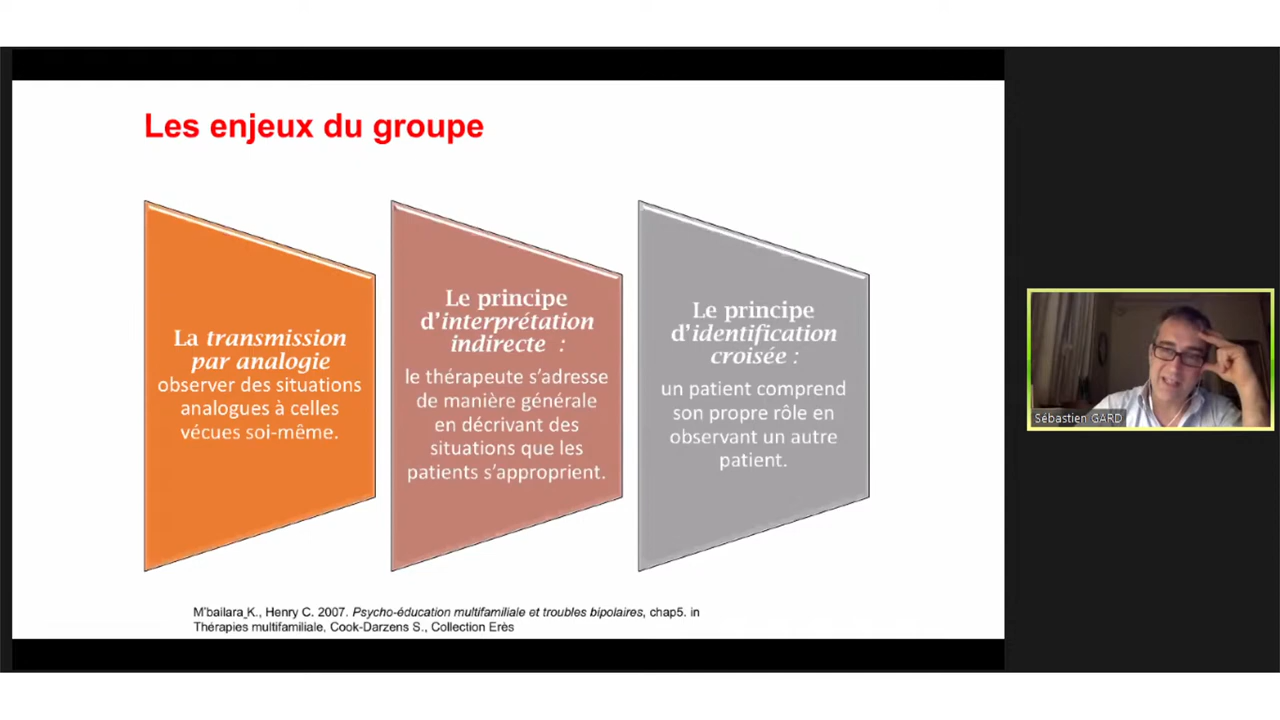 Les enjeux du groupe
La transmission
par analogie
observer des situations
analogues à celles
vécues soi-même.
Le principe
d'interprétation
indirecte :
le thérapeute s'adresse
de manière générale
en décrivant des
situations que les
patients s'approprient.
Le principe
d'identification
croisée :
un patient comprend
son propre rôle en
observant un autre
patient.
M'bailara_K., Henry C. 2007. Psycho-éducation multifamiliale et troubles bipolaires, chap5. in
Thérapies multifamiliale, Cook-Darzens S., Collection Erès
Sébastien GARD